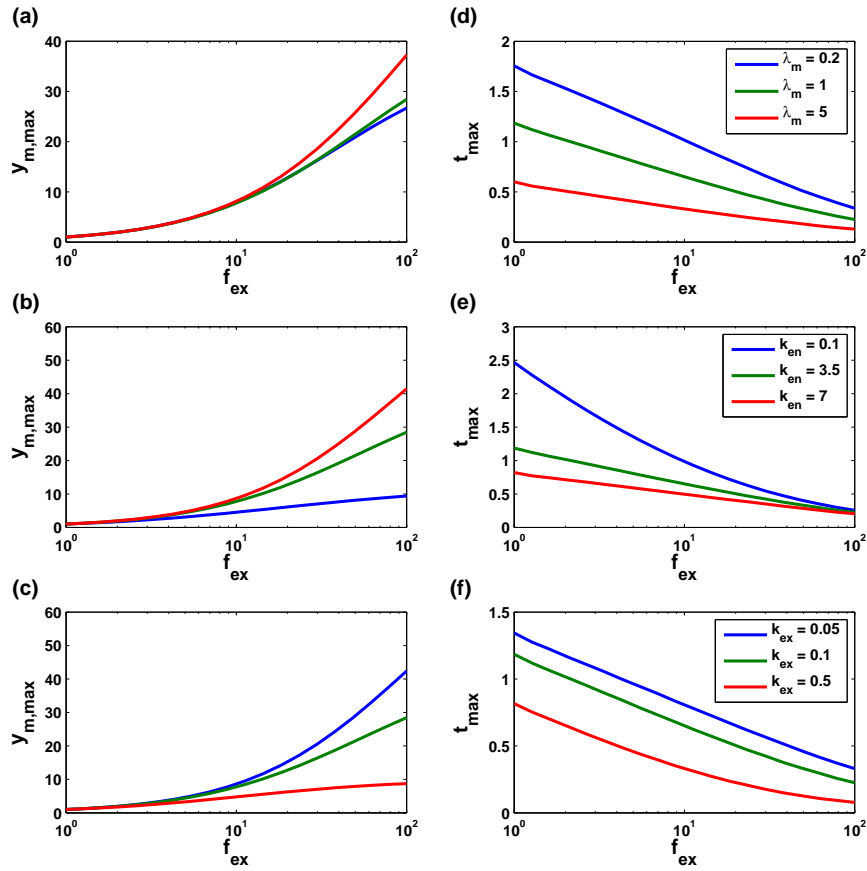 (a)
40
30
20
10
0
y_m,max
10^0
10^1
10^2
f_ex
(d)
2
1.5
1
0.5
0
t_max
λ_m = 0.2
λ_m = 1
λ_m = 5
10^0
10^1
10^2
f_ex
(b)
60
50
40
30
20
10
0
y_m,max
10^0
10^1
10^2
f_ex
(e)
3
2.5
2
1.5
1
0.5
0
t_max
k_en = 0.1
k_en = 3.5
k_en = 7
10^0
10^1
10^2
f_ex
(c)
60
50
40
30
20
10
0
y_m,max
10^0
10^1
10^2
f_ex
(f)
1.5
1
0.5
0
t_max
k_ex = 0.05
k_ex = 0.1
k_ex = 0.5
10^0
10^1
10^2
f_ex